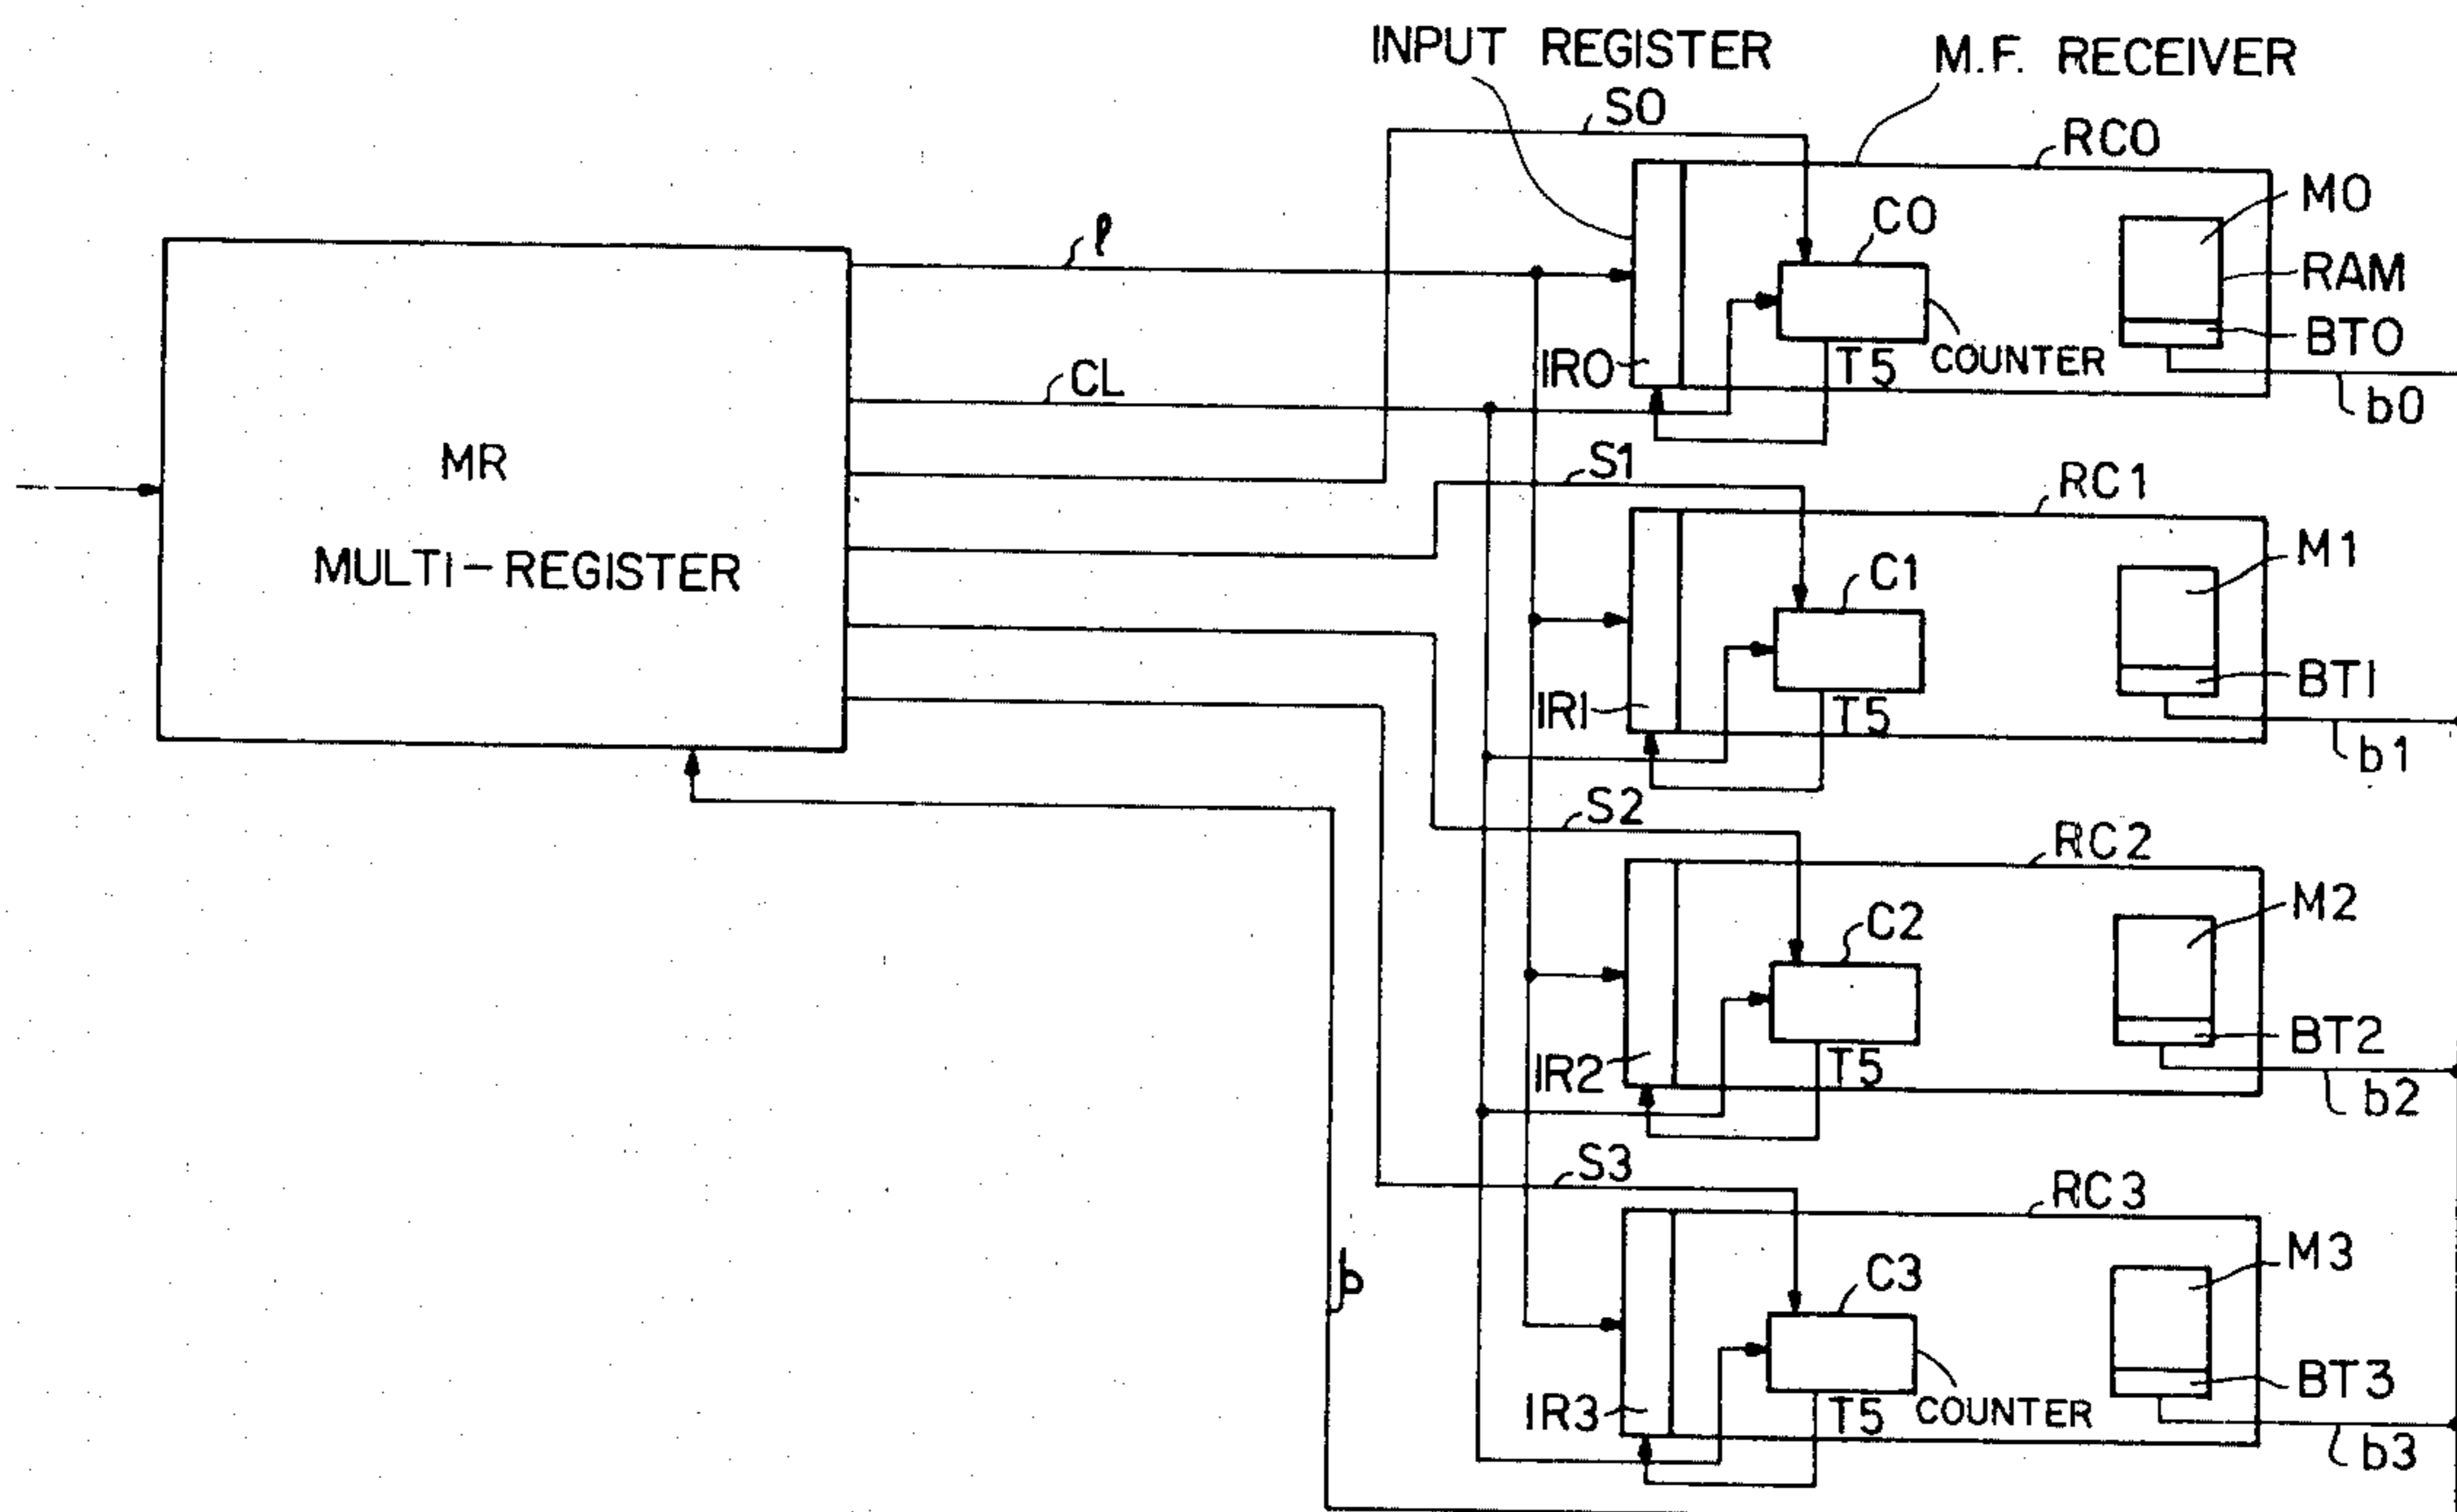 INPUT REGISTER
M.F. RECEIVER
S0
RC0
M0
ℓ
C0
RAM
BT0
IR0
T5
COUNTER
CL
b0
MR
MULTI-REGISTER
S1
RC1
M1
C1
BT1
IR1
T5
b1
S2
RC2
M2
C2
BT2
IR2
T5
b2
S3
RC3
M3
b
C3
BT3
IR3
T5
COUNTER
b3